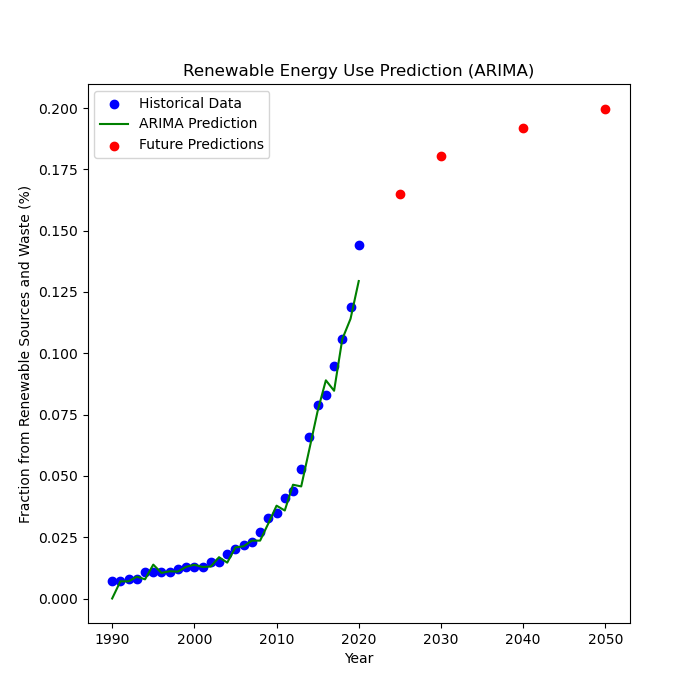 Renewable Energy Use Prediction (ARIMA)
Historical Data
ARIMA Prediction
Future Predictions
Fraction from Renewable Sources and Waste (%)
0.200
0.175
0.150
0.125
0.100
0.075
0.050
0.025
0.000
1990 2000 2010 2020 2030 2040 2050
Year